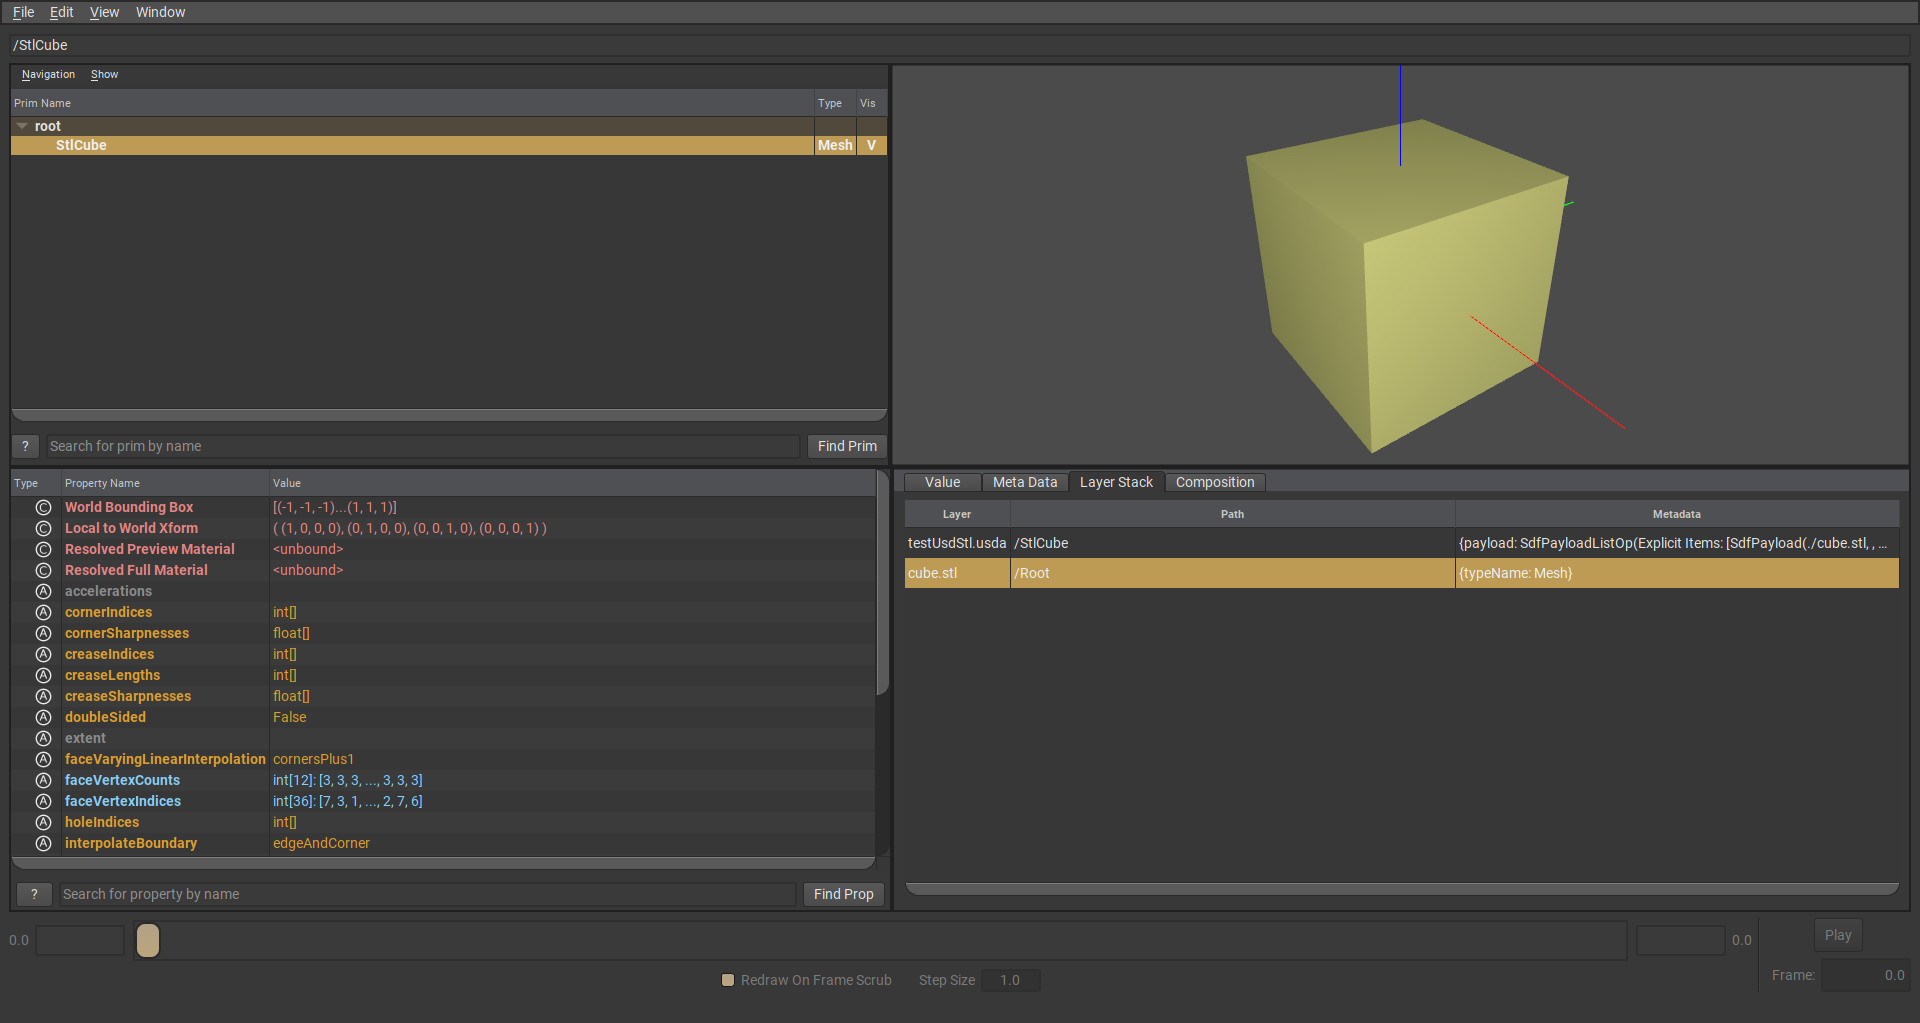 File Edit View Window
/StlCube
Navigation Show
Prim Name Type Vis
root
StlCube Mesh V
? Search for prim by name Find Prim
Type Property Name Value
C World Bounding Box [(-1, -1, -1)...(1, 1, 1)]
C Local to World Xform ( (1, 0, 0, 0), (0, 1, 0, 0), (0, 0, 1, 0), (0, 0, 0, 1) )
C Resolved Preview Material <unbound>
C Resolved Full Material <unbound>
A accelerations
A cornerIndices int[]
A cornerSharpnesses float[]
A creaseIndices int[]
A creaseLengths int[]
A creaseSharpnesses float[]
A doubleSided False
A extent
A faceVaryingLinearInterpolation cornersPlus1
A faceVertexCounts int[12]: [3, 3, 3, ..., 3, 3, 3]
A faceVertexIndices int[36]: [7, 3, 1, ..., 2, 7, 6]
A holeIndices int[]
A interpolateBoundary edgeAndCorner
? Search for property by name Find Prop
Value Meta Data Layer Stack Composition
Layer Path Metadata
testUsdStl.usda /StlCube {payload: SdfPayloadListOp(Explicit Items: [SdfPayload(./cube.stl, , ...
cube.stl /Root {typeName: Mesh}
0.0 0.0 Play
Redraw On Frame Scrub Step Size 1.0 Frame: 0.0